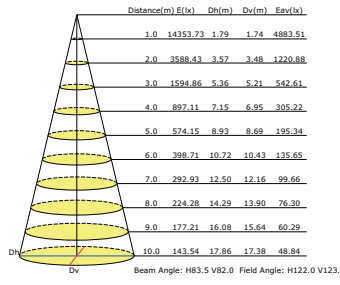 Distance(m) E(lx) Dh(m) Dv(m) Eav(lx)
1.0 14353.73 1.79 1.74 4883.51
2.0 3588.43 3.57 3.48 1220.88
3.0 1594.86 5.36 5.21 542.61
4.0 897.11 7.15 6.95 305.22
5.0 574.15 8.93 8.69 195.34
6.0 398.71 10.72 10.43 135.65
7.0 292.93 12.50 12.16 99.66
8.0 224.28 14.29 13.90 76.30
9.0 177.21 16.08 15.64 60.29
Dh 10.0 143.54 17.86 17.38 48.84
Dv Beam Angle: H83.5 V82.0 Field Angle: H122.0 V123.